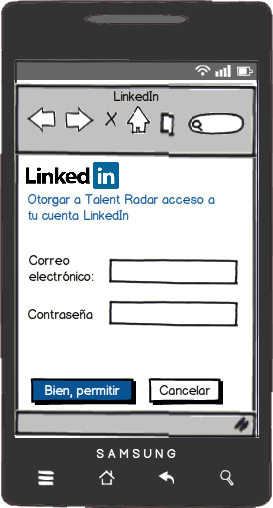 LinkedIn
Linked in
Otorgar a Talent Radar acceso a
tu cuenta LinkedIn
Correo
electrónico:
Contraseña
Bien, permitir
Cancelar
SAMSUNG